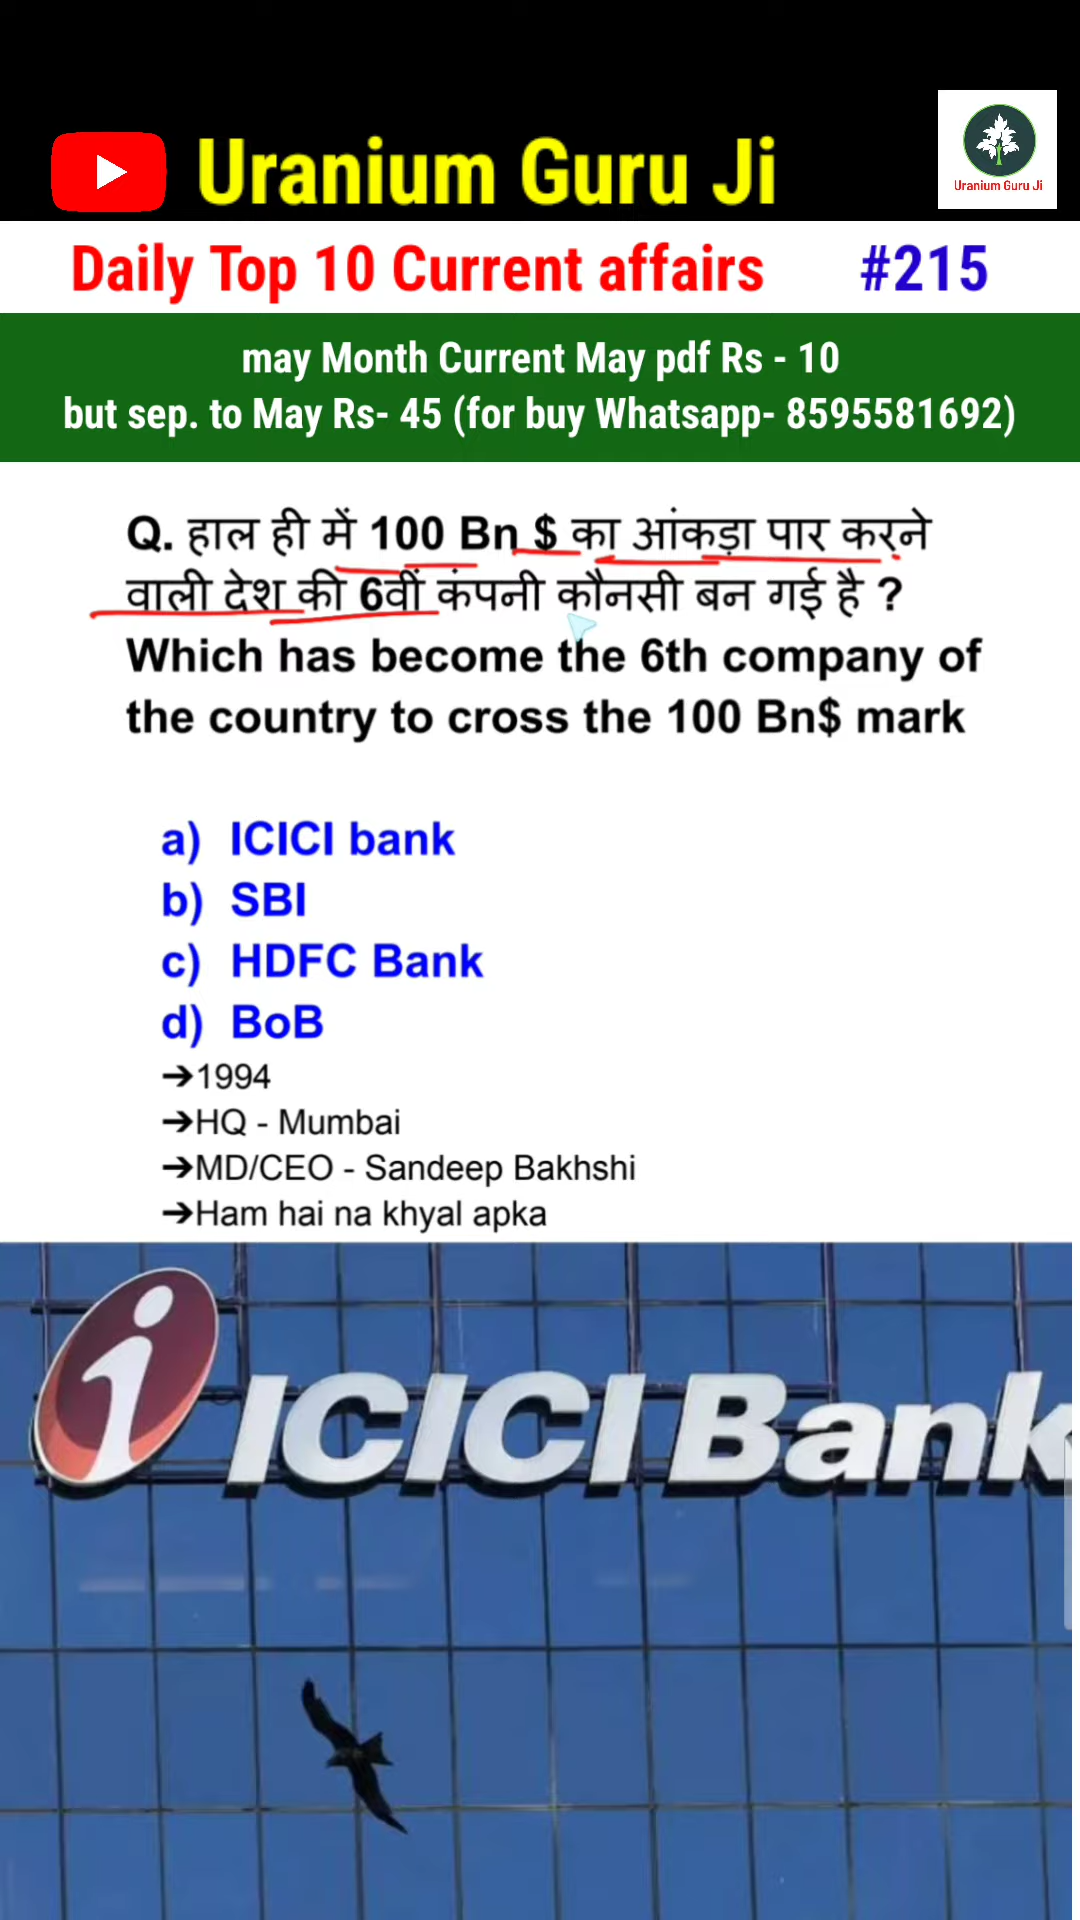 Uranium Guru Ji
Uranium Guru Ji
Daily Top 10 Current affairs #215
may Month Current May pdf Rs - 10
but sep. to May Rs- 45 (for buy Whatsapp- 8595581692)
Q. हाल ही में 100 Bn $ का आंकड़ा पार करने
वाली देश की 6वीं कंपनी कौनसी बन गई है ?
Which has become the 6th company of
the country to cross the 100 Bn$ mark
a) ICICI bank
b) SBI
c) HDFC Bank
d) BoB
➔1994
➔HQ - Mumbai
➔MD/CEO - Sandeep Bakhshi
➔Ham hai na khyal apka
ICICI Bank